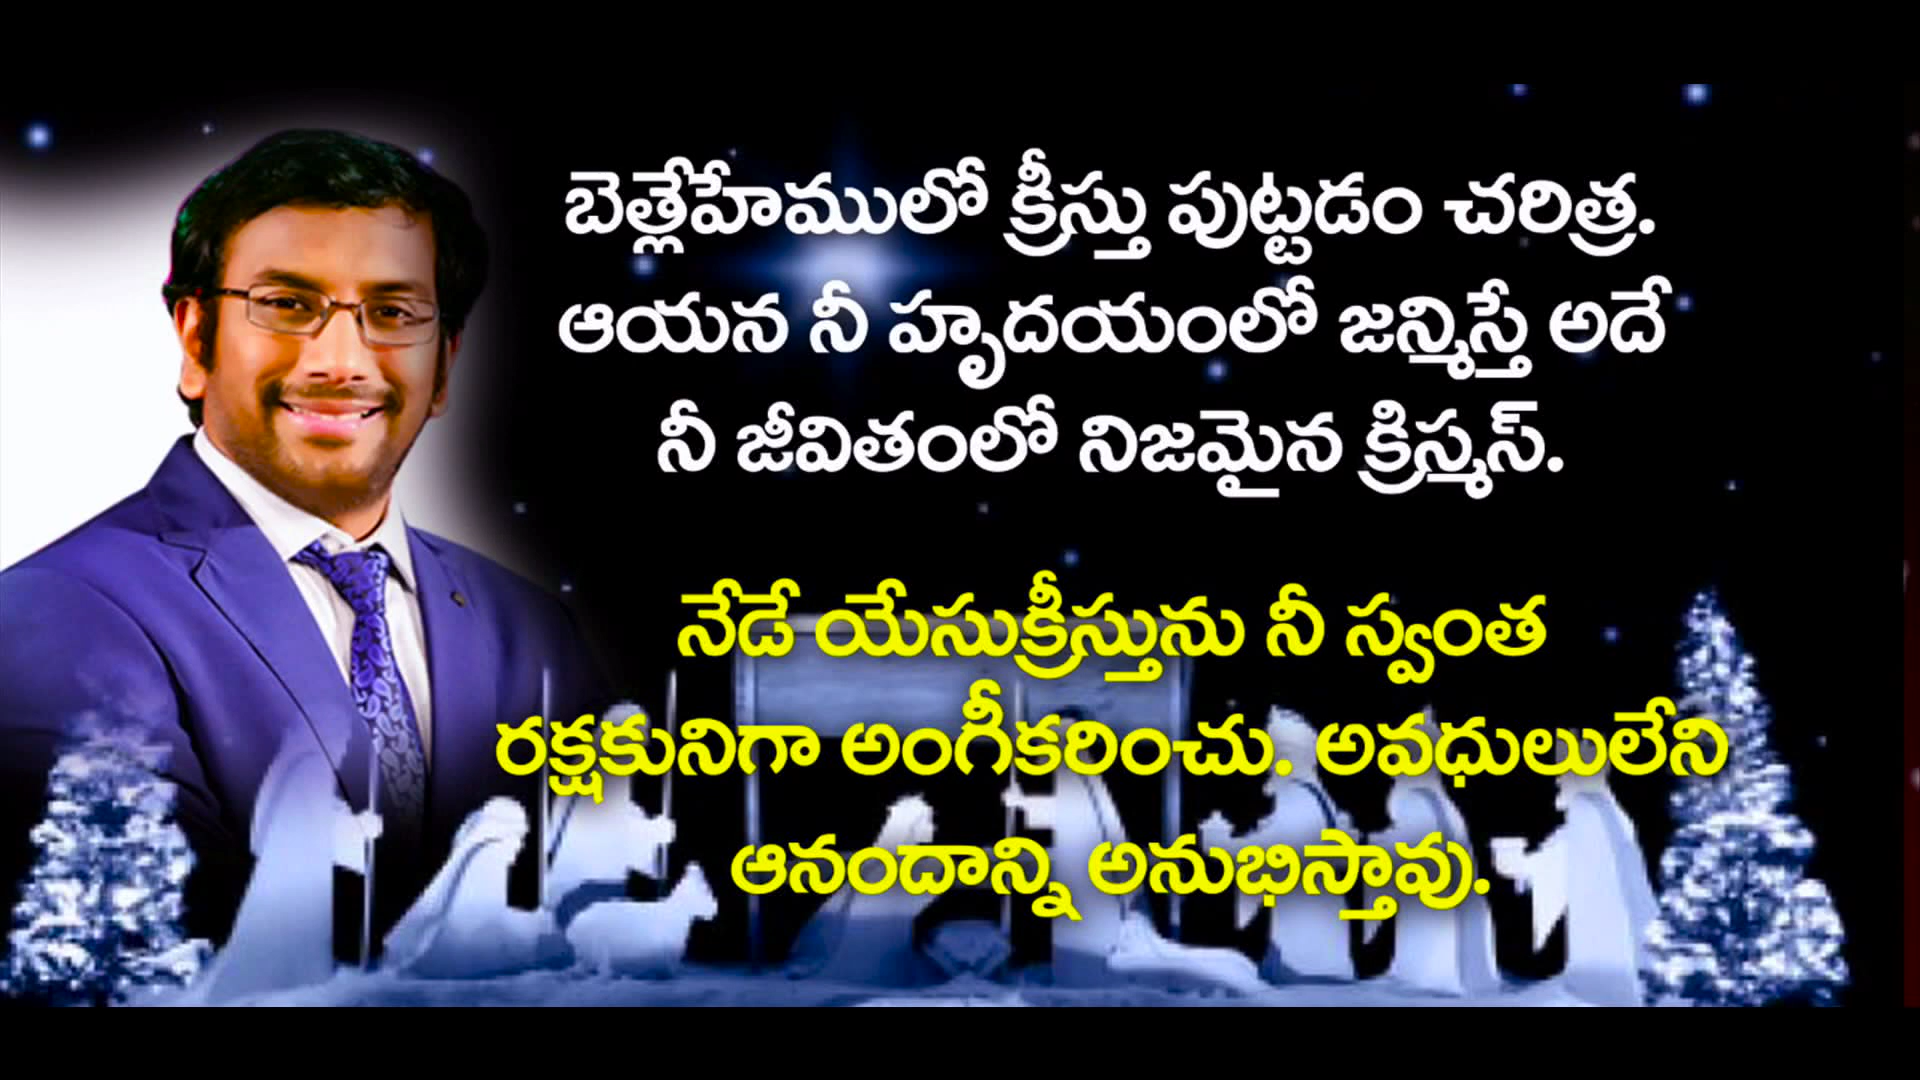 బెత్లేహేములో క్రీస్తు పుట్టడం చరిత్ర.
ఆయన నీ హృదయంలో జన్మిస్తే అదే
నీ జీవితంలో నిజమైన క్రిస్మస్.
నేడే యేసుక్రీస్తును నీ స్వంత
రక్షకునిగా అంగీకరించు. అవధులులేని
ఆనందాన్ని అనుభిస్తావు.